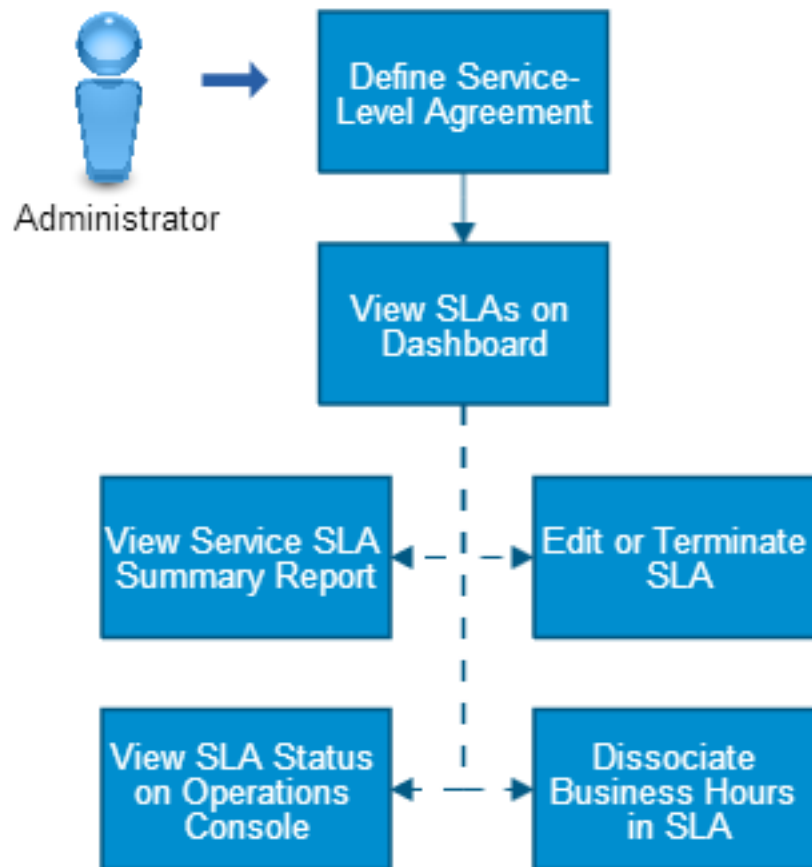 Define Service-
Level Agreement
Administrator
View SLAs on
Dashboard
View Service SLA
Summary Report
Edit or Terminate
SLA
View SLA Status
on Operations
Console
Dissociate
Business Hours
in SLA